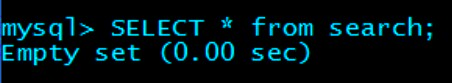 mysql> SELECT * from search;
Empty set (0.00 sec)